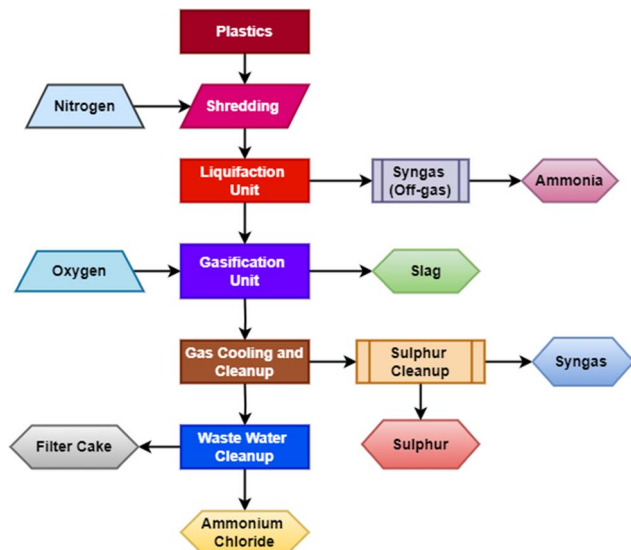 Plastics
Nitrogen
Shredding
Liquifaction
Unit
Syngas
(Off-gas)
Ammonia
Oxygen
Gasification
Unit
Slag
Gas Cooling and
Cleanup
Sulphur
Cleanup
Syngas
Filter Cake
Waste Water
Cleanup
Sulphur
Ammonium
Chloride